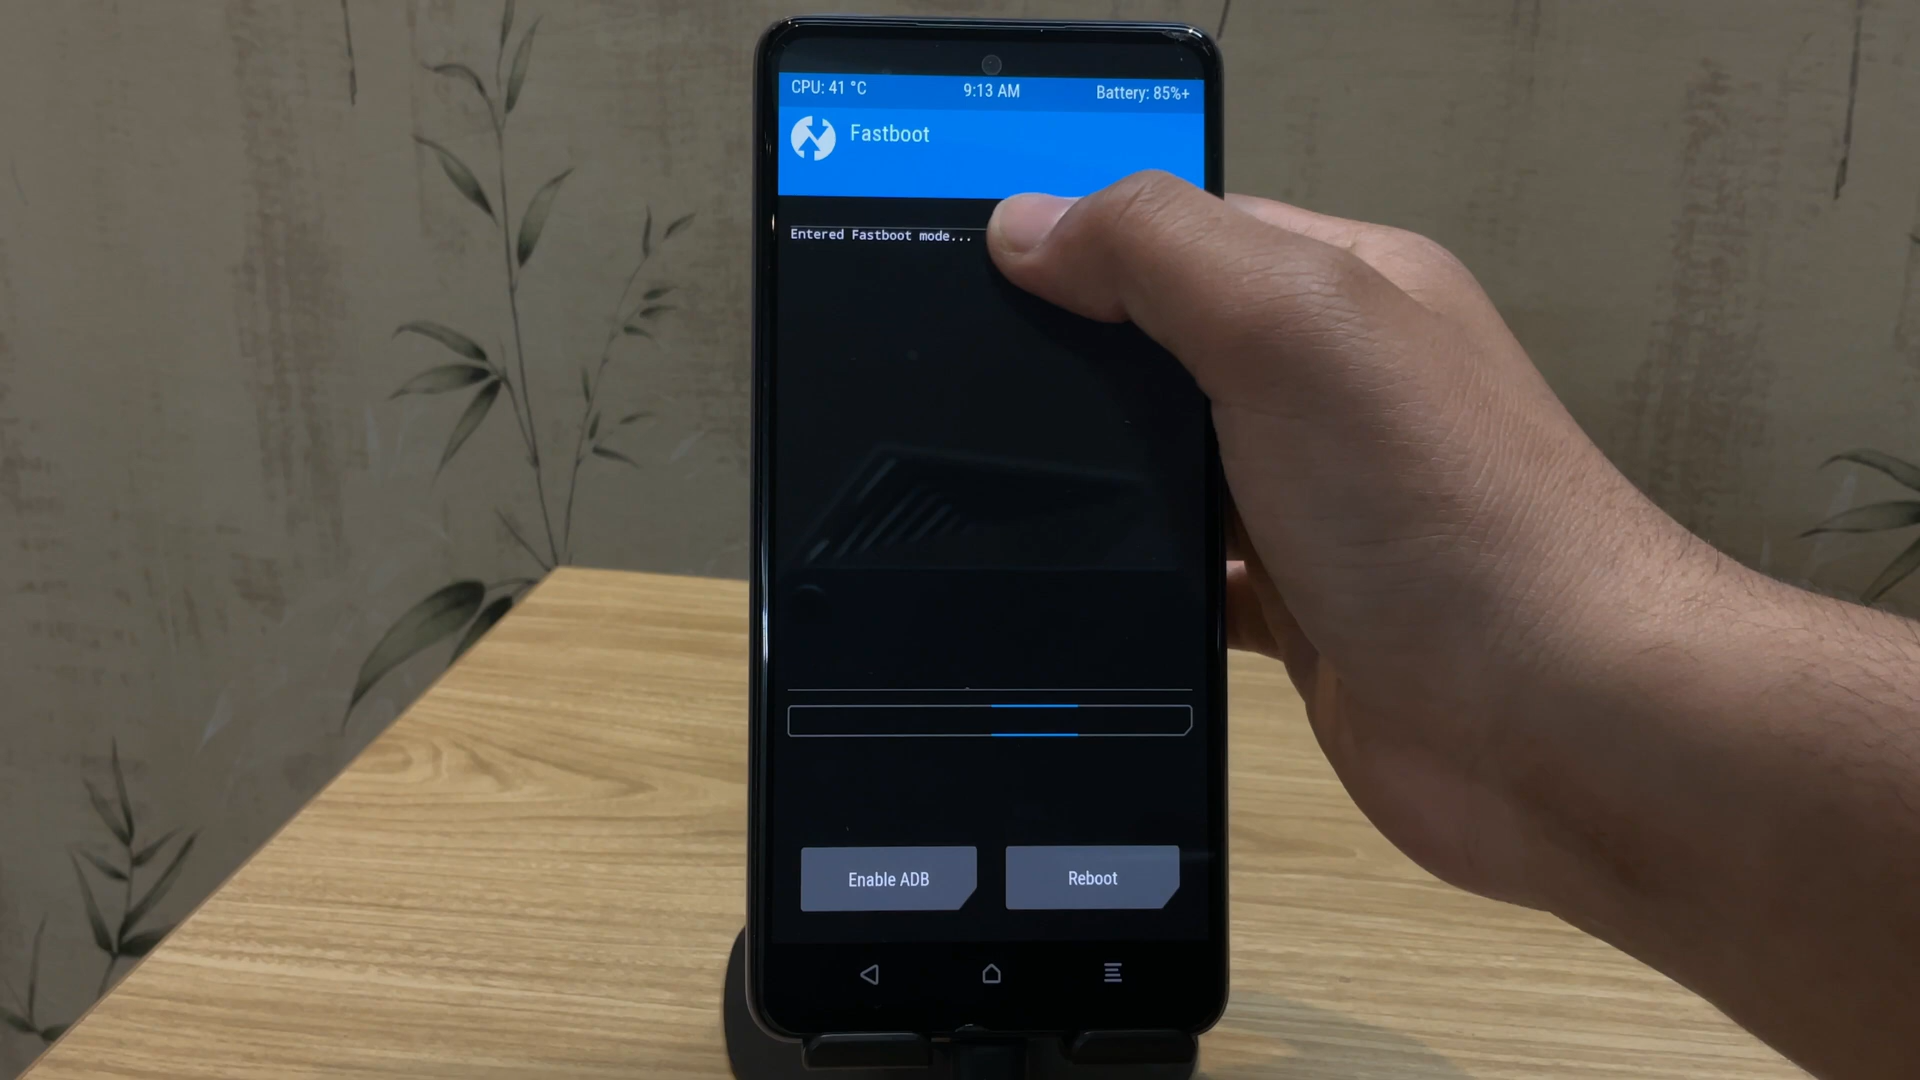 CPU: 41 °C 9:13 AM Battery: 85%+
Fastboot
Entered Fastboot mode...
Enable ADB Reboot